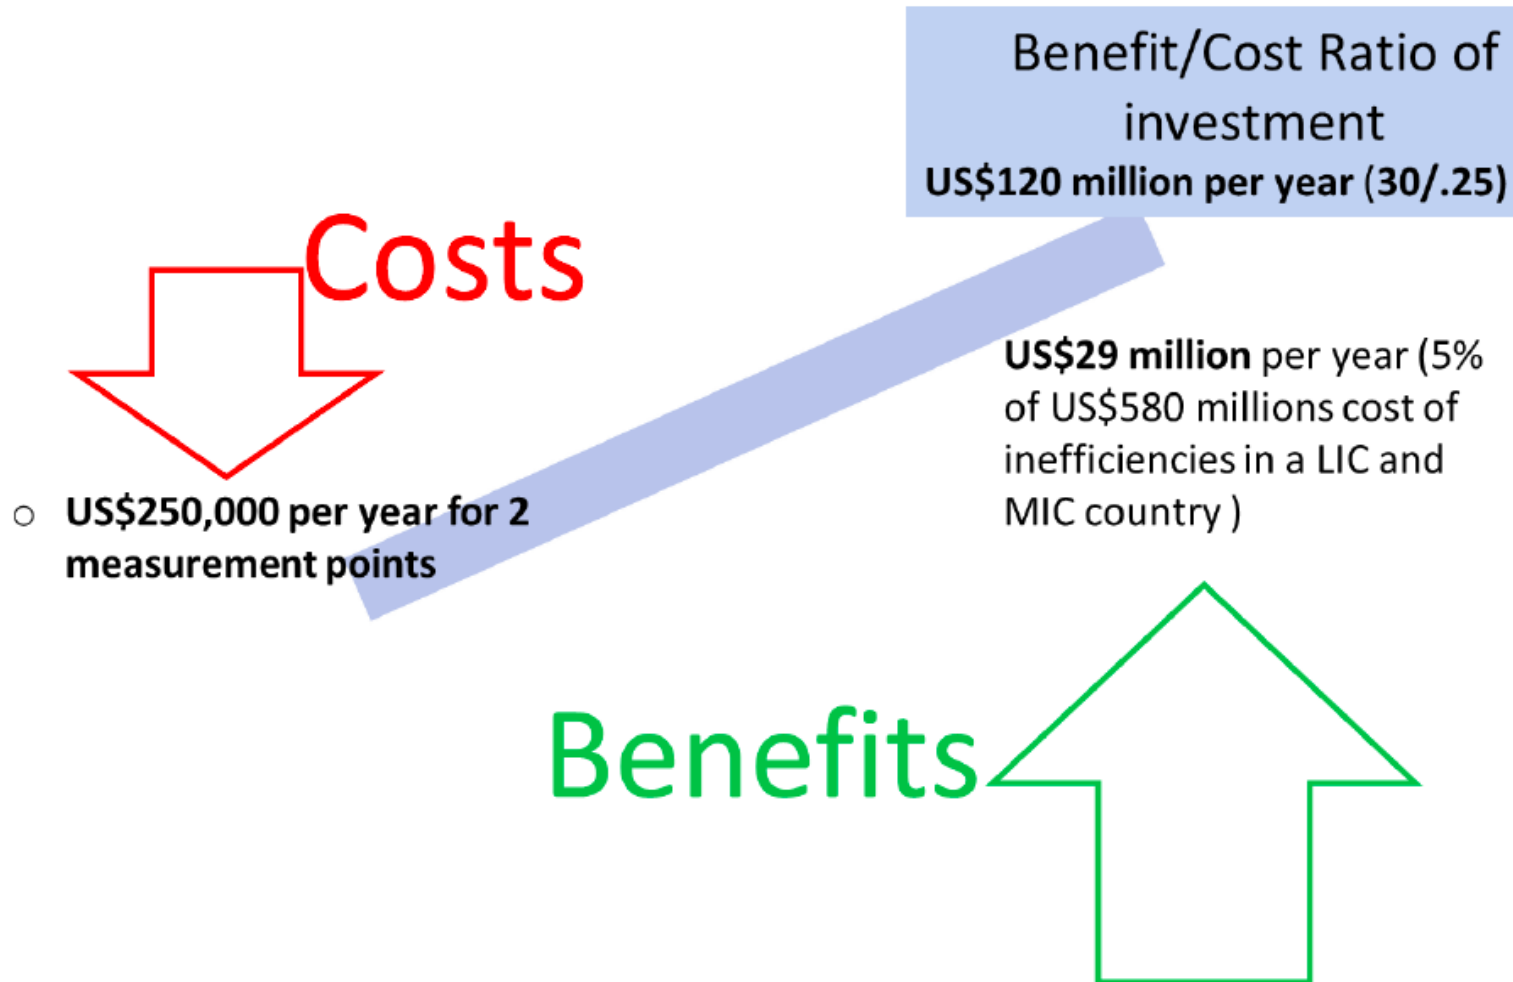 Benefit/Cost Ratio of
investment
US$120 million per year (30/.25)
Costs
○ US$250,000 per year for 2
measurement points
US$29 million per year (5%
of US$580 millions cost of
inefficiencies in a LIC and
MIC country )
Benefits